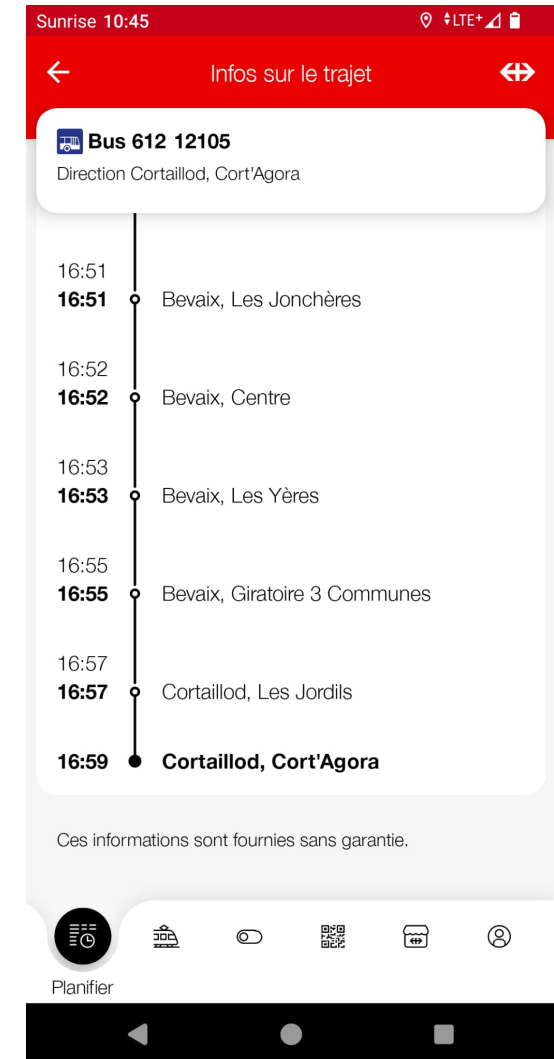 Sunrise 10:45 LTE+
Infos sur le trajet
Bus 612 12105
Direction Cortaillod, Cort'Agora
16:51
16:51 Bevaix, Les Jonchères
16:52
16:52 Bevaix, Centre
16:53
16:53 Bevaix, Les Yères
16:55
16:55 Bevaix, Giratoire 3 Communes
16:57
16:57 Cortaillod, Les Jordils
16:59 Cortaillod, Cort'Agora
Ces informations sont fournies sans garantie.
Planifier